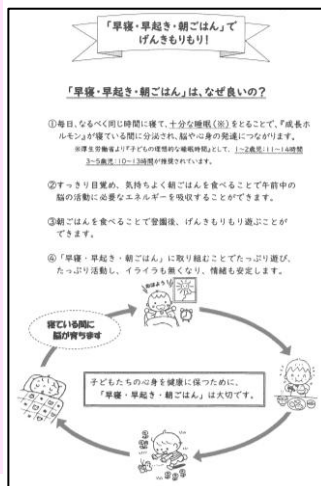 「早寝・早起き・朝ごはん」で
げんきもりもり！
「早寝・早起き・朝ごはん」は、なぜ良いの？
①毎日、なるべく同じ時間に寝て、十分な睡眠(※)をとることで、『成長
ホルモン』が寝ている間に分泌され、脳や心身の発達につながります。
※厚生労働省より『子どもの理想的な睡眠時間』として、1～2歳児:11～14時間
3～5歳児:10～13時間が推奨されています。
②すっきり目覚め、気持ちよく朝ごはんを食べることで午前中の
脳の活動に必要なエネルギーを吸収することができます。
③朝ごはんを食べることで登園後、げんきもりもり遊ぶことが
できます。
④「早寝・早起き・朝ごはん」に取り組むことでたっぷり遊び、
たっぷり活動し、イライラも無くなり、情緒も安定します。
おはよう
寝ている間に
脳が育ちます
子どもたちの心身を健康に保つために、
「早寝・早起き・朝ごはん」は大切です。